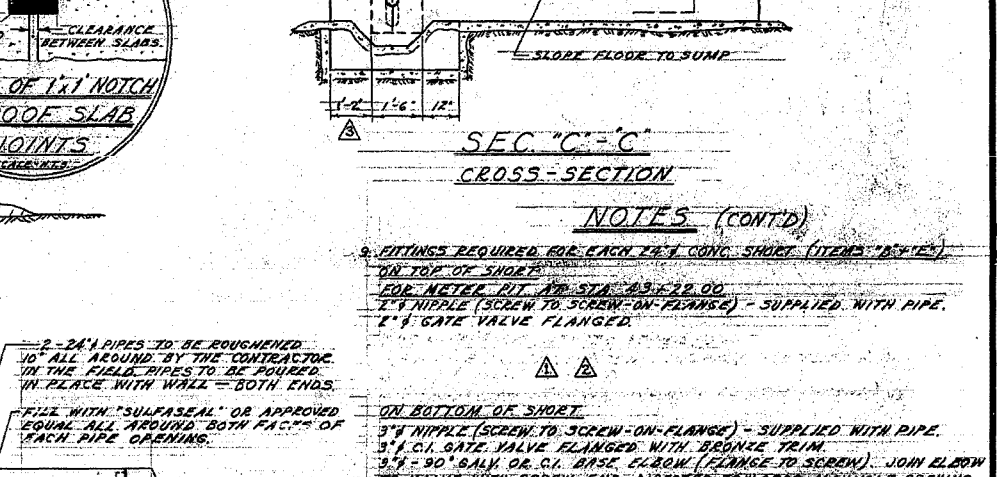 CLEARANCE
BETWEEN SLABS.
OF 1"x1" NOTCH
ROOF SLAB
JOINTS
SLOPE FLOOR TO SUMP
1'-2" 1'-6" 12"
3
SEC. "C"-"C"
CROSS-SECTION
NOTES (CONT'D)
9. FITTINGS REQUIRED FOR EACH 24"ϕ CONC. SHORT (ITEMS "B"+"E")
ON TOP OF SHORT
FOR METER PIT AT STA. 43+22.00
2"ϕ NIPPLE (SCREW TO SCREW-ON-FLANGE) - SUPPLIED WITH PIPE.
2"ϕ GATE VALVE FLANGED.
1 2
2-24"ϕ PIPES TO BE ROUGHENED
10" ALL AROUND BY THE CONTRACTOR
IN THE FIELD. PIPES TO BE POURED
IN PLACE WITH WALL - BOTH ENDS.
FILL WITH "SULFASEAL" OR APPROVED
EQUAL ALL AROUND BOTH FACES OF
EACH PIPE OPENING.
ON BOTTOM OF SHORT
3"ϕ NIPPLE (SCREW TO SCREW-ON-FLANGE) - SUPPLIED WITH PIPE.
3"ϕ C.I. GATE VALVE FLANGED WITH BRONZE TRIM.
3"ϕ - 90° GALV. OR C.I. BASE ELBOW (FLANGE TO SCREW). JOIN ELBOW